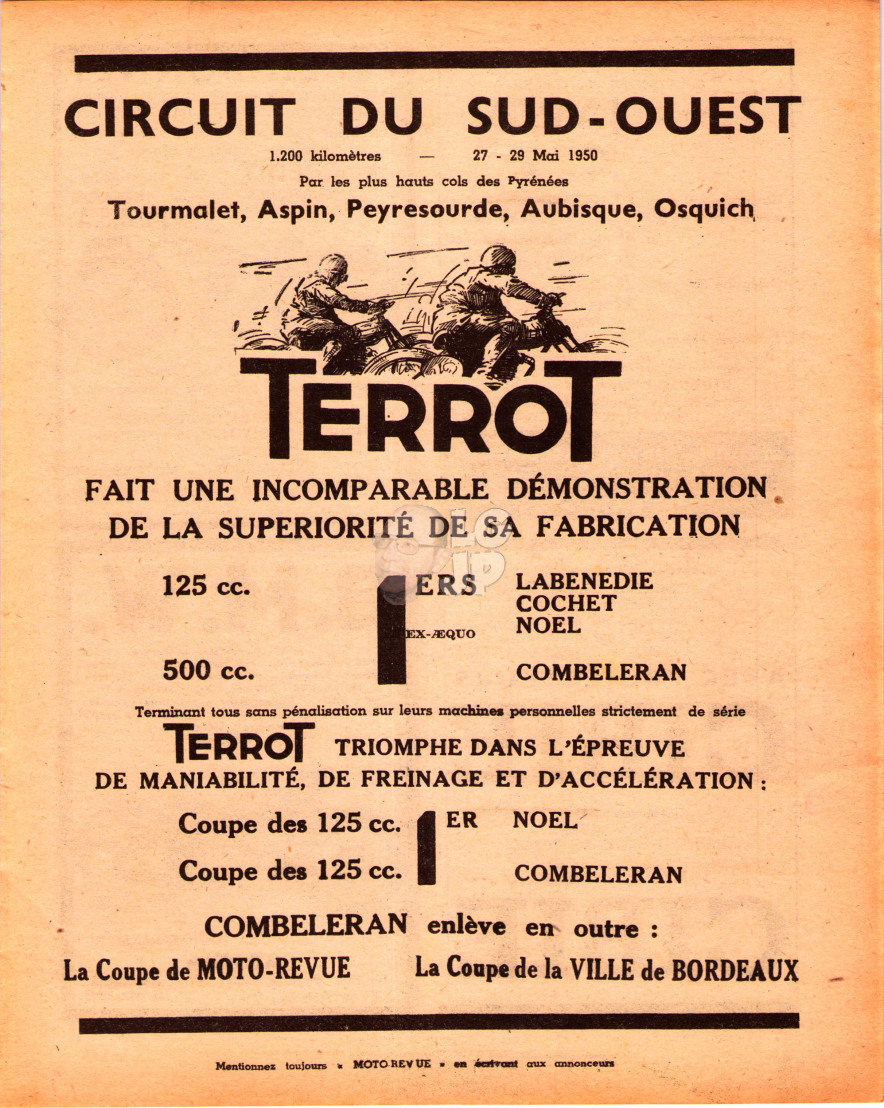 CIRCUIT DU SUD-OUEST
1.200 kilomètres — 27 - 29 Mai 1950
Par les plus hauts cols des Pyrénées
Tourmalet, Aspin, Peyresourde, Aubisque, Osquich
TERROT
FAIT UNE INCOMPARABLE DÉMONSTRATION
DE LA SUPERIORITÉ DE SA FABRICATION
125 cc. 1ERS LABENEDIE
COCHET
EX-ÆQUO NOEL
500 cc. COMBELERAN
Terminant tous sans pénalisation sur leurs machines personnelles strictement de série
TERROT TRIOMPHE DANS L'ÉPREUVE
DE MANIABILITÉ, DE FREINAGE ET D'ACCÉLÉRATION :
Coupe des 125 cc. 1ER NOEL
Coupe des 125 cc. COMBELERAN
COMBELERAN enlève en outre :
La Coupe de MOTO-REVUE La Coupe de la VILLE de BORDEAUX
Mentionnez toujours « MOTO-REVUE » en écrivant aux annonceurs